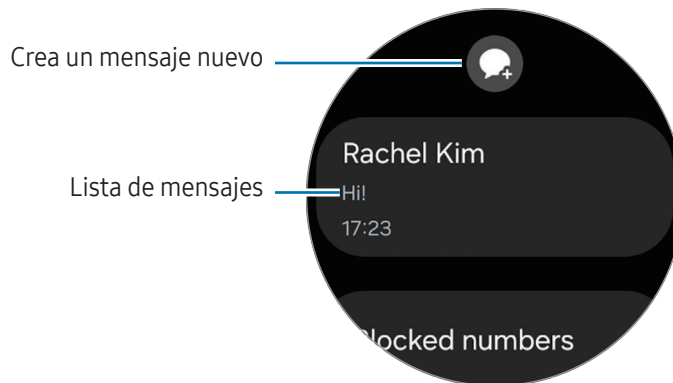 Crea un mensaje nuevo
Rachel Kim
Lista de mensajes
Hi!
17:23
Blocked numbers